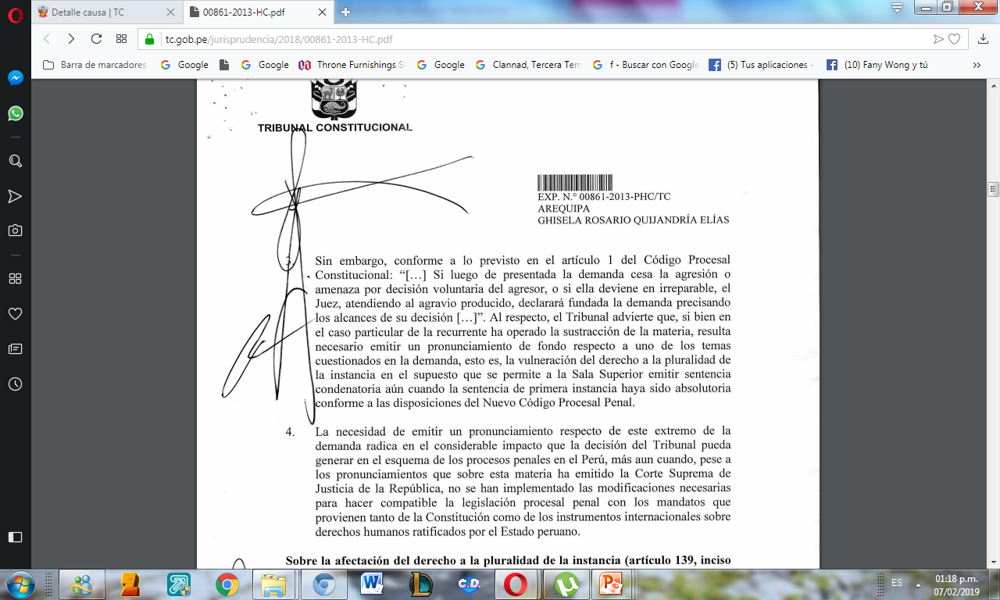 Detalle causa | TC
00861-2013-HC.pdf
tc.gob.pe/jurisprudencia/2018/00861-2013-HC.pdf
Barra de marcadores
Google
Google
Throne Furnishings S
Google
Clannad, Tercera Tem
f - Buscar con Google
(5) Tus aplicaciones -
(10) Fany Wong y tú
TRIBUNAL CONSTITUCIONAL
EXP. N.° 00861-2013-PHC/TC
AREQUIPA
GHISELA ROSARIO QUIJANDRÍA ELÍAS
3. Sin embargo, conforme a lo previsto en el artículo 1 del Código Procesal
Constitucional: “[…] Si luego de presentada la demanda cesa la agresión o
amenaza por decisión voluntaria del agresor, o si ella deviene en irreparable, el
Juez, atendiendo al agravio producido, declarará fundada la demanda precisando
los alcances de su decisión […]”. Al respecto, el Tribunal advierte que, si bien en
el caso particular de la recurrente ha operado la sustracción de la materia, resulta
necesario emitir un pronunciamiento de fondo respecto a uno de los temas
cuestionados en la demanda, esto es, la vulneración del derecho a la pluralidad de
la instancia en el supuesto que se permite a la Sala Superior emitir sentencia
condenatoria aún cuando la sentencia de primera instancia haya sido absolutoria
conforme a las disposiciones del Nuevo Código Procesal Penal.
4. La necesidad de emitir un pronunciamiento respecto de este extremo de la
demanda radica en el considerable impacto que la decisión del Tribunal pueda
generar en el esquema de los procesos penales en el Perú, más aun cuando, pese a
los pronunciamientos que sobre esta materia ha emitido la Corte Suprema de
Justicia de la República, no se han implementado las modificaciones necesarias
para hacer compatible la legislación procesal penal con los mandatos que
provienen tanto de la Constitución como de los instrumentos internacionales sobre
derechos humanos ratificados por el Estado peruano.
Sobre la afectación del derecho a la pluralidad de la instancia (artículo 139, inciso
C.D.
ES
01:18 p.m.
07/02/2019